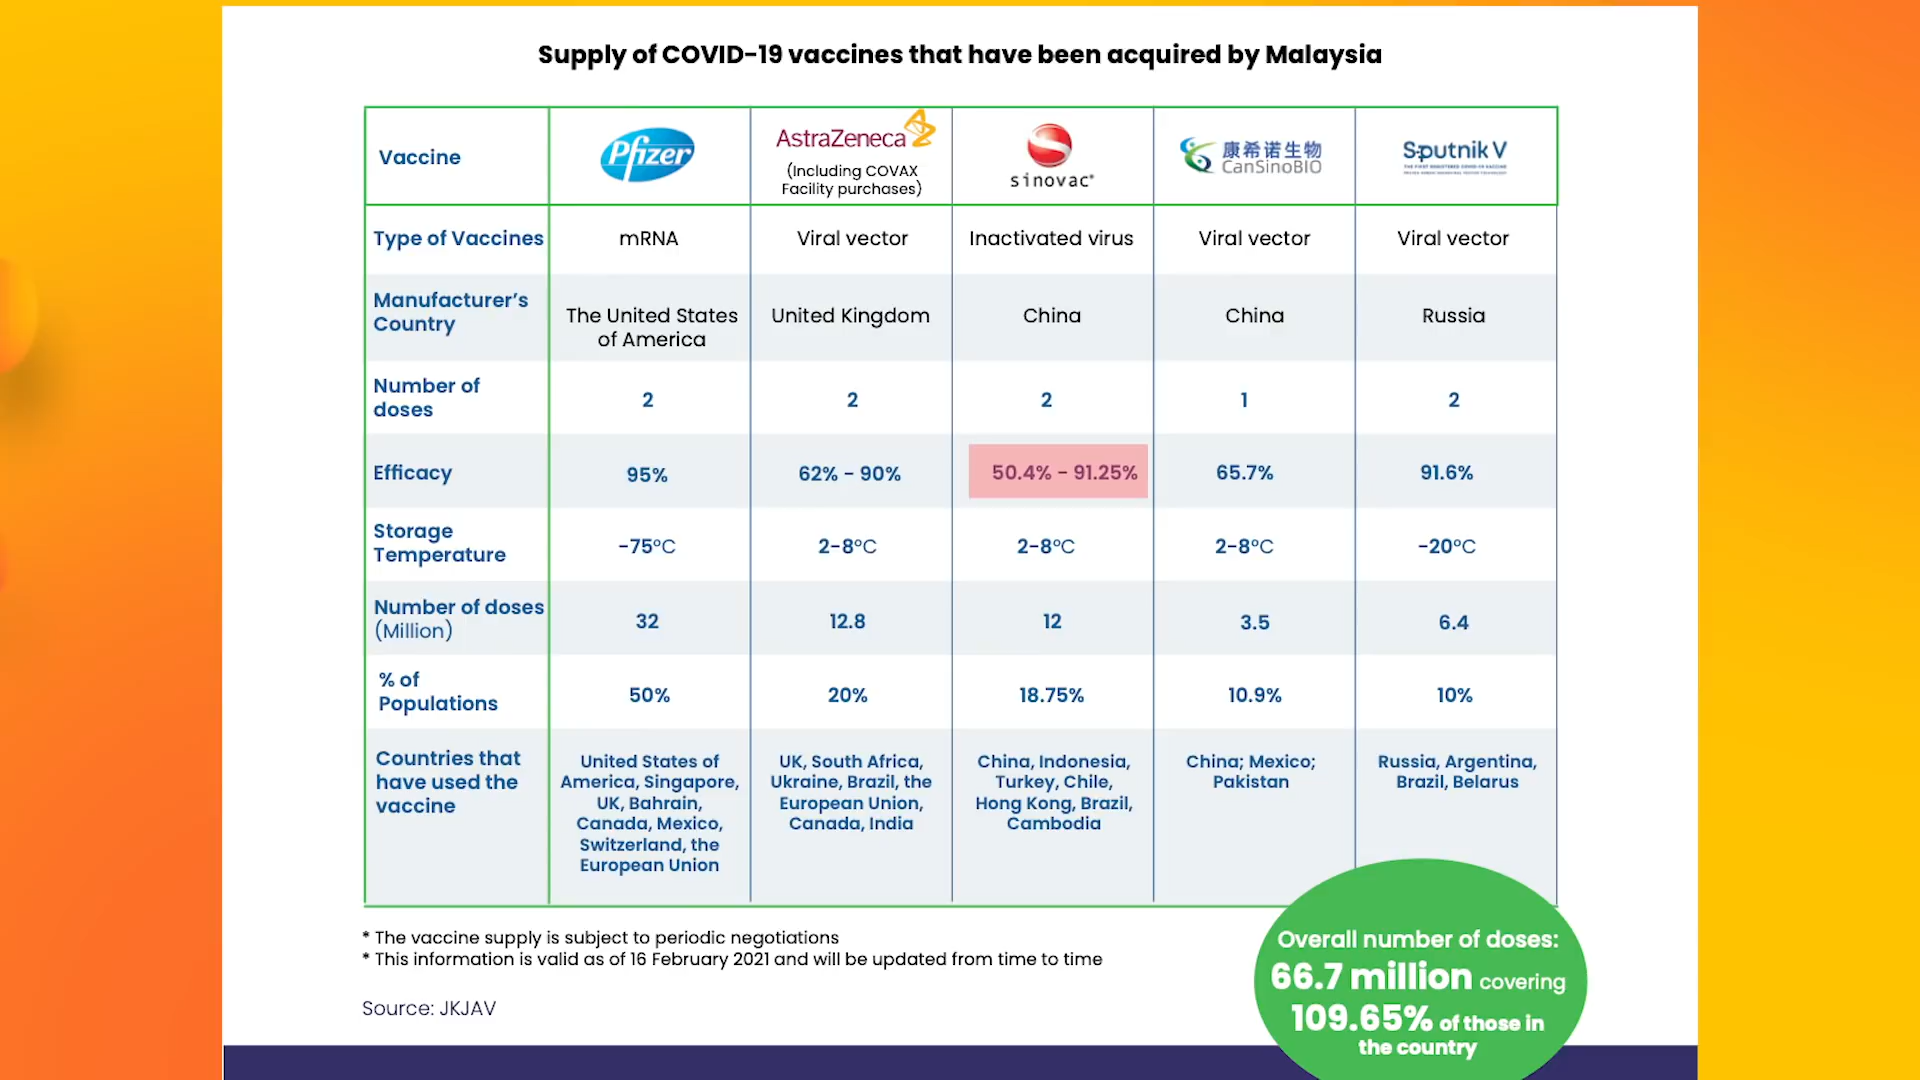 Supply of COVID-19 vaccines that have been acquired by Malaysia
Vaccine
Pfizer
AstraZeneca
(Including COVAX
Facility purchases)
sinovac
康希诺生物
CanSinoBIO
Sputnik V
Type of Vaccines
mRNA
Viral vector
Inactivated virus
Viral vector
Viral vector
Manufacturer's
Country
The United States
of America
United Kingdom
China
China
Russia
Number of
doses
2
2
2
1
2
Efficacy
95%
62% - 90%
50.4% - 91.25%
65.7%
91.6%
Storage
Temperature
-75°C
2-8°C
2-8°C
2-8°C
-20°C
Number of doses
(Million)
32
12.8
12
3.5
6.4
% of
Populations
50%
20%
18.75%
10.9%
10%
Countries that
have used the
vaccine
United States of
America, Singapore,
UK, Bahrain,
Canada, Mexico,
Switzerland, the
European Union
UK, South Africa,
Ukraine, Brazil, the
European Union,
Canada, India
China, Indonesia,
Turkey, Chile,
Hong Kong, Brazil,
Cambodia
China; Mexico;
Pakistan
Russia, Argentina,
Brazil, Belarus
* The vaccine supply is subject to periodic negotiations
* This information is valid as of 16 February 2021 and will be updated from time to time
Source: JKJAV
Overall number of doses:
66.7 million covering
109.65% of those in
the country